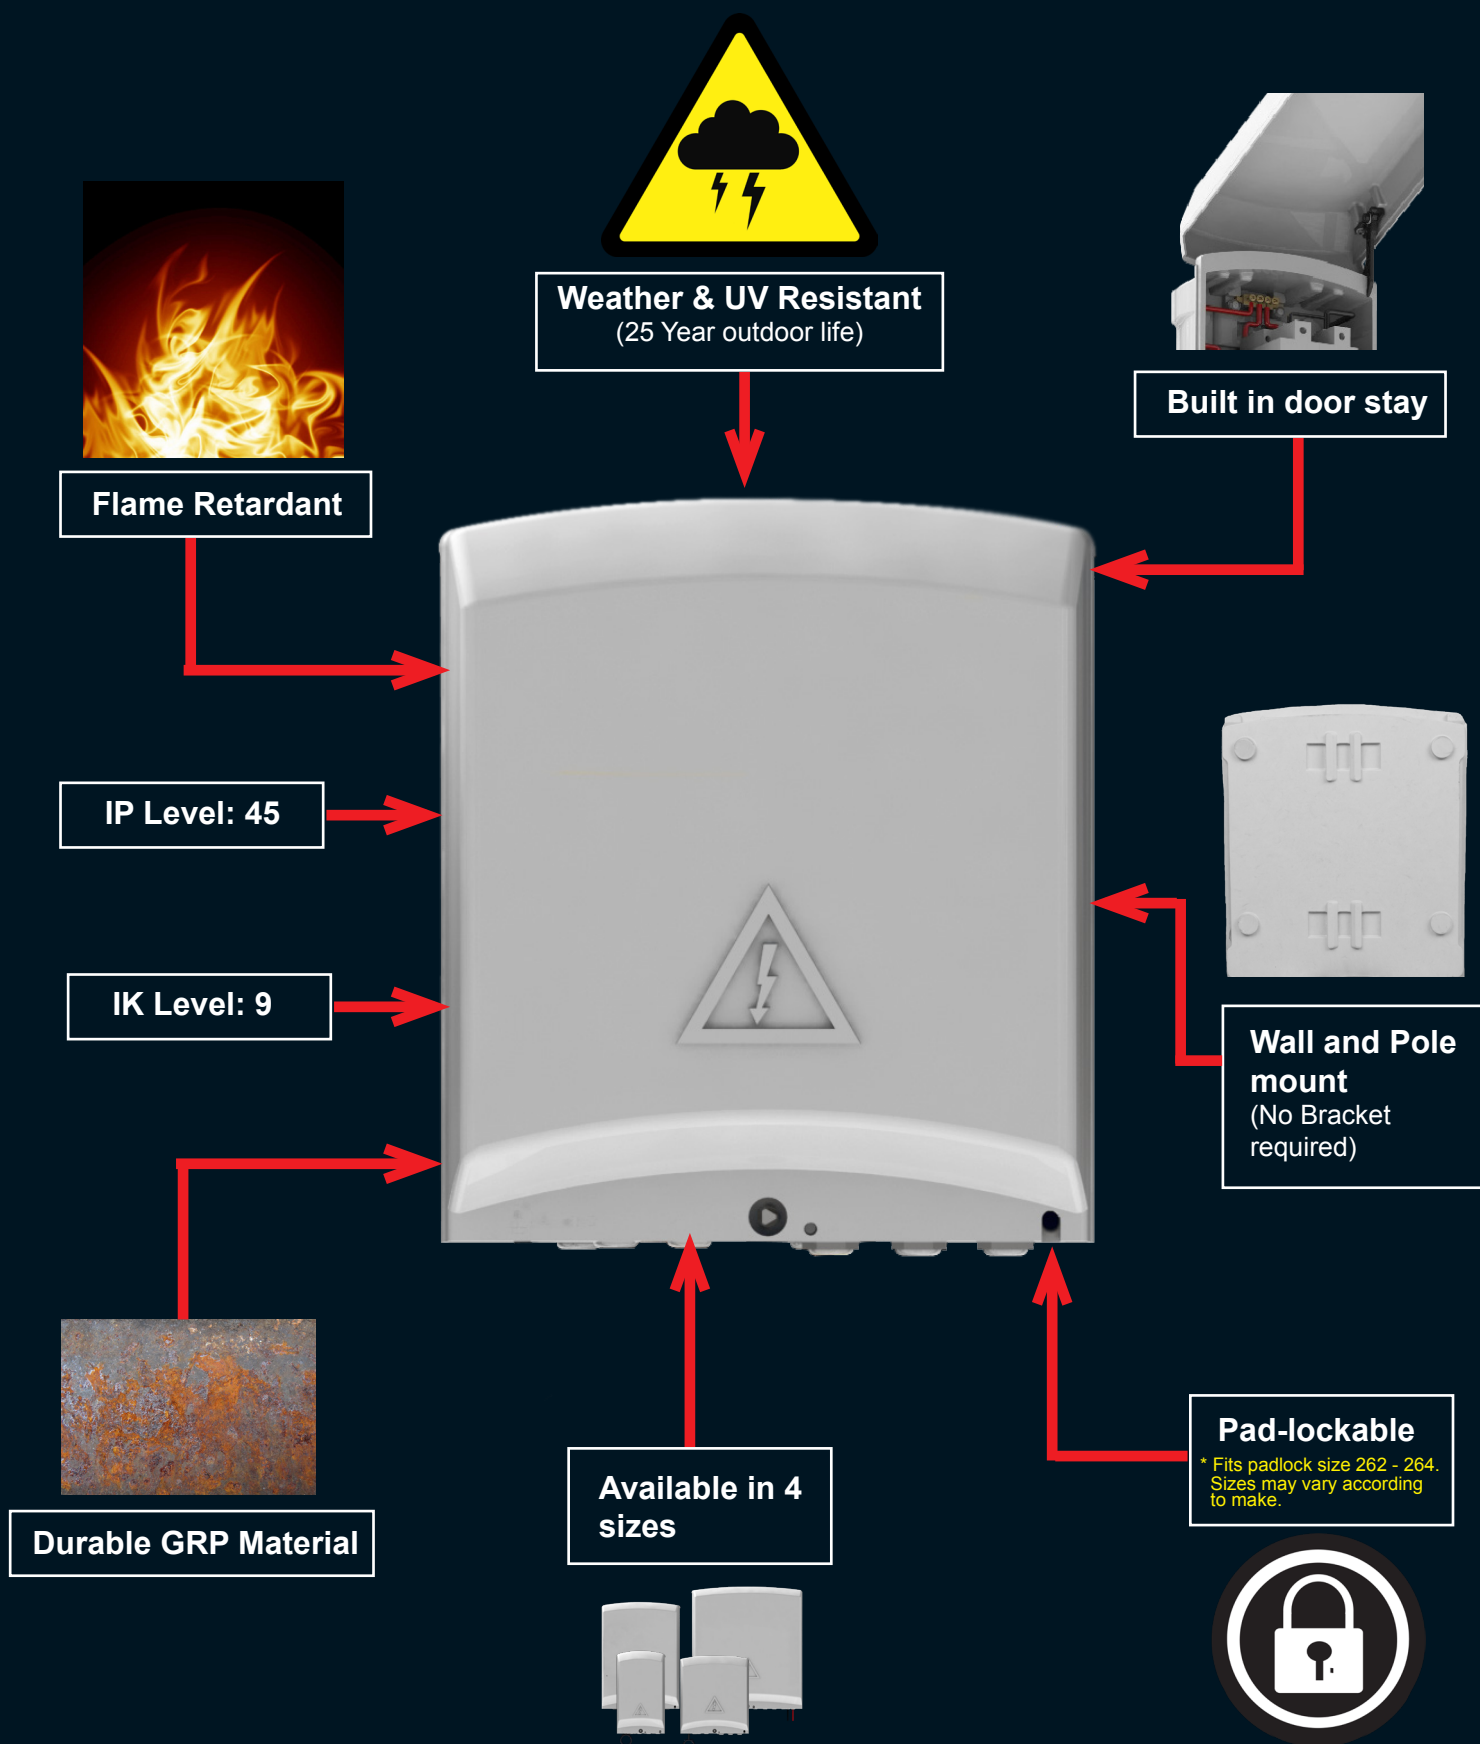 Weather & UV Resistant
(25 Year outdoor life)
Built in door stay
Flame Retardant
IP Level: 45
IK Level: 9
Wall and Pole
mount
(No Bracket
required)
Pad-lockable
* Fits padlock size 262 - 264.
Sizes may vary according
to make.
Available in 4
sizes
Durable GRP Material